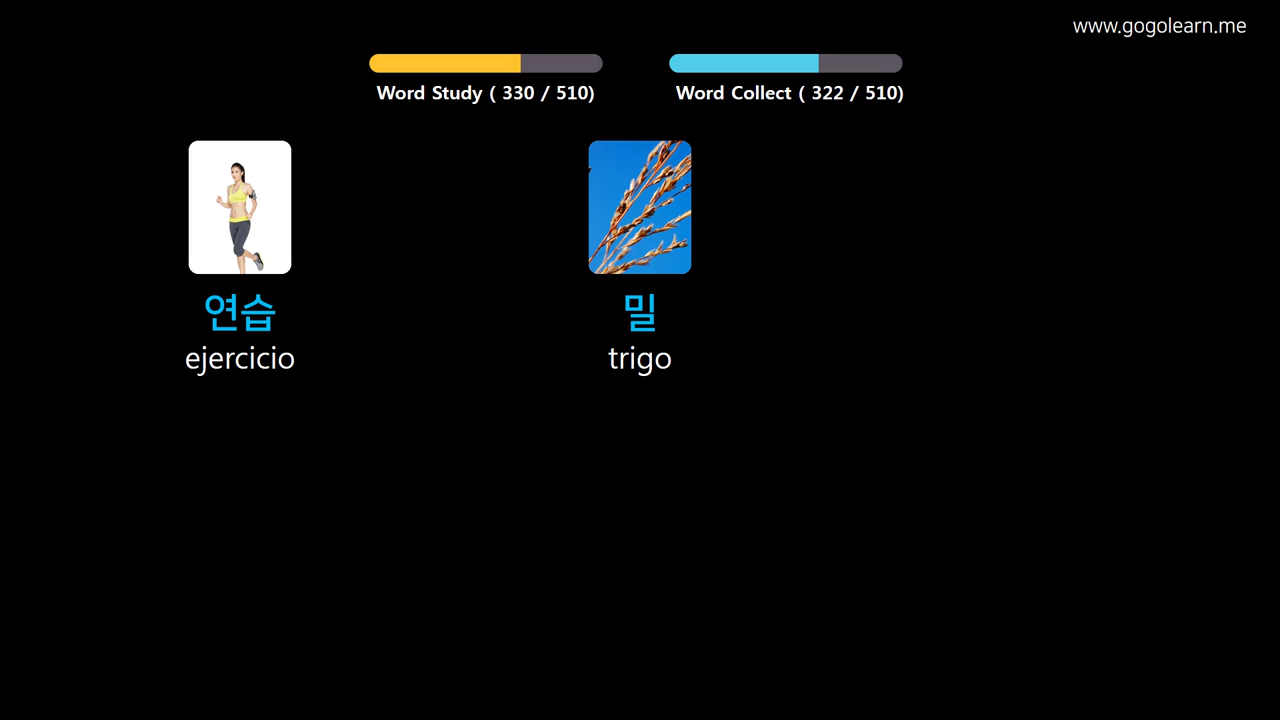 www.gogolearn.me
Word Study ( 330 / 510)
Word Collect ( 322 / 510)
연습
ejercicio
밀
trigo